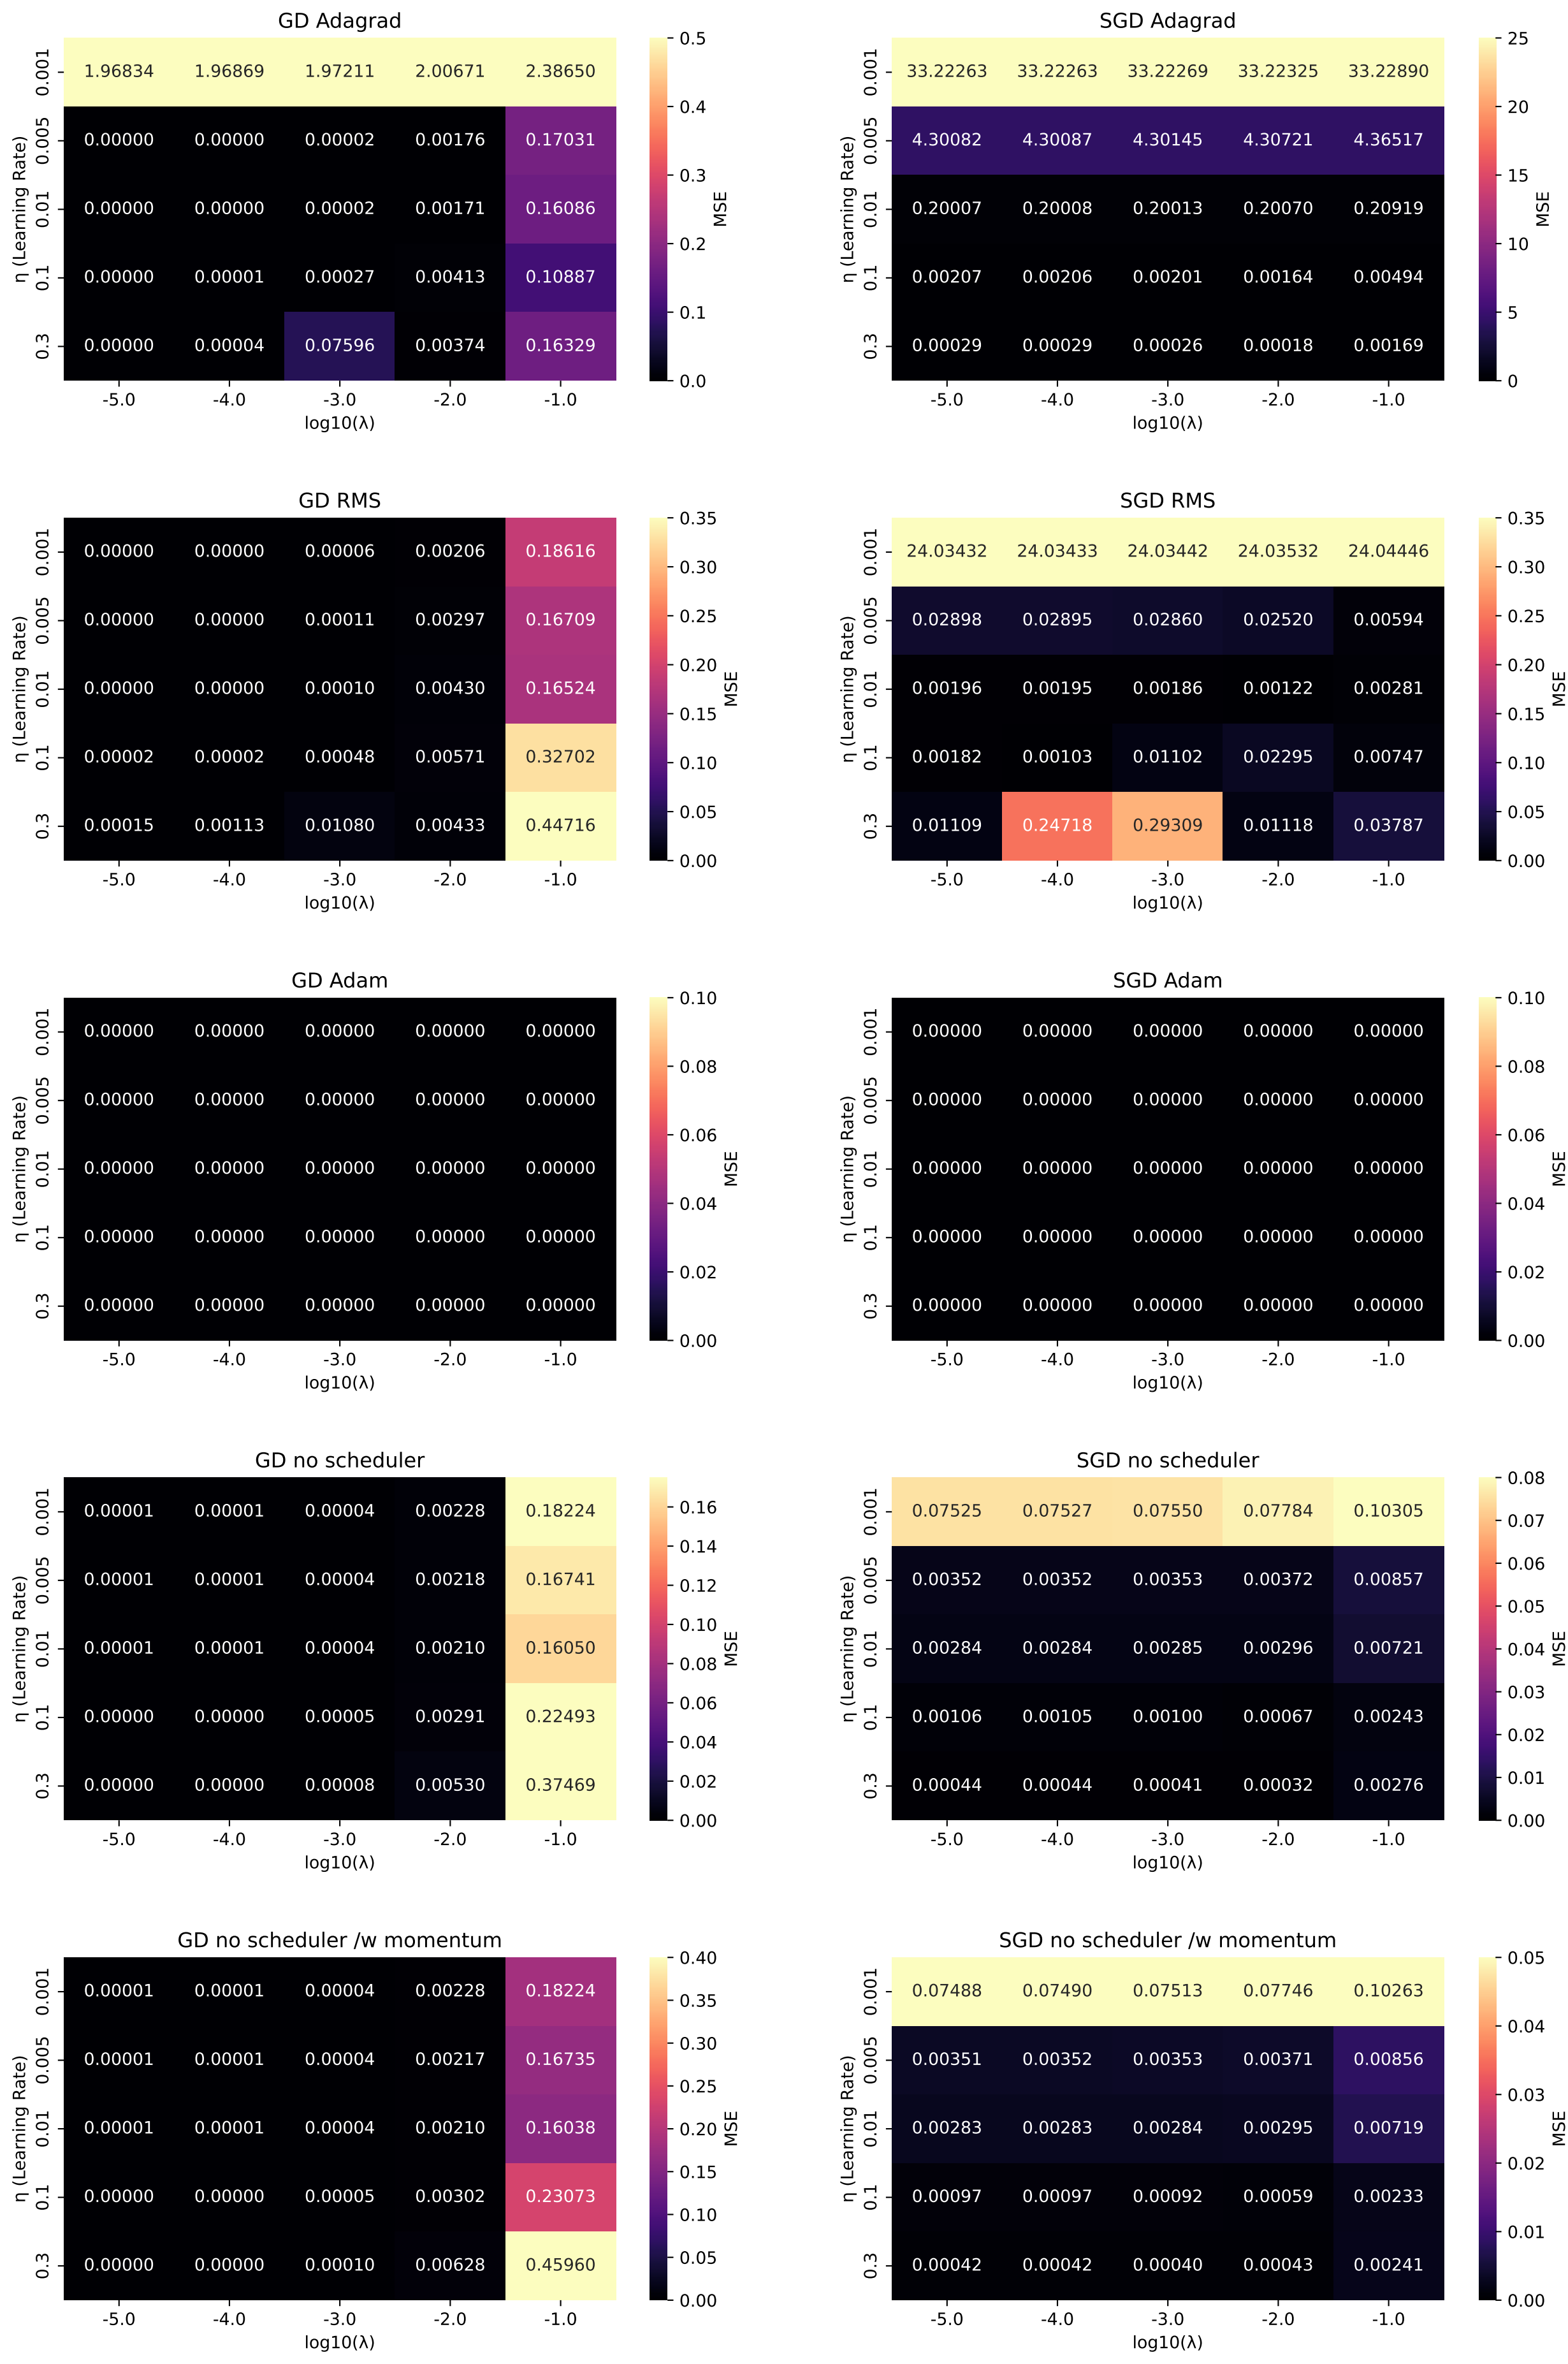 GD Adagrad
η (Learning Rate)
0.001 1.96834 1.96869 1.97211 2.00671 2.38650
0.005 0.00000 0.00000 0.00002 0.00176 0.17031
0.01 0.00000 0.00000 0.00002 0.00171 0.16086
0.1 0.00000 0.00001 0.00027 0.00413 0.10887
0.3 0.00000 0.00004 0.07596 0.00374 0.16329
-5.0 -4.0 -3.0 -2.0 -1.0
log10(λ)
0.5
0.4
0.3
0.2
0.1
0.0
MSE
SGD Adagrad
η (Learning Rate)
0.001 33.22263 33.22263 33.22269 33.22325 33.22890
0.005 4.30082 4.30087 4.30145 4.30721 4.36517
0.01 0.20007 0.20008 0.20013 0.20070 0.20919
0.1 0.00207 0.00206 0.00201 0.00164 0.00494
0.3 0.00029 0.00029 0.00026 0.00018 0.00169
-5.0 -4.0 -3.0 -2.0 -1.0
log10(λ)
25
20
15
10
5
0
MSE
GD RMS
η (Learning Rate)
0.001 0.00000 0.00000 0.00006 0.00206 0.18616
0.005 0.00000 0.00000 0.00011 0.00297 0.16709
0.01 0.00000 0.00000 0.00010 0.00430 0.16524
0.1 0.00002 0.00002 0.00048 0.00571 0.32702
0.3 0.00015 0.00113 0.01080 0.00433 0.44716
-5.0 -4.0 -3.0 -2.0 -1.0
log10(λ)
0.35
0.30
0.25
0.20
0.15
0.10
0.05
0.00
MSE
SGD RMS
η (Learning Rate)
0.001 24.03432 24.03433 24.03442 24.03532 24.04446
0.005 0.02898 0.02895 0.02860 0.02520 0.00594
0.01 0.00196 0.00195 0.00186 0.00122 0.00281
0.1 0.00182 0.00103 0.01102 0.02295 0.00747
0.3 0.01109 0.24718 0.29309 0.01118 0.03787
-5.0 -4.0 -3.0 -2.0 -1.0
log10(λ)
0.35
0.30
0.25
0.20
0.15
0.10
0.05
0.00
MSE
GD Adam
η (Learning Rate)
0.001 0.00000 0.00000 0.00000 0.00000 0.00000
0.005 0.00000 0.00000 0.00000 0.00000 0.00000
0.01 0.00000 0.00000 0.00000 0.00000 0.00000
0.1 0.00000 0.00000 0.00000 0.00000 0.00000
0.3 0.00000 0.00000 0.00000 0.00000 0.00000
-5.0 -4.0 -3.0 -2.0 -1.0
log10(λ)
0.10
0.08
0.06
0.04
0.02
0.00
MSE
SGD Adam
η (Learning Rate)
0.001 0.00000 0.00000 0.00000 0.00000 0.00000
0.005 0.00000 0.00000 0.00000 0.00000 0.00000
0.01 0.00000 0.00000 0.00000 0.00000 0.00000
0.1 0.00000 0.00000 0.00000 0.00000 0.00000
0.3 0.00000 0.00000 0.00000 0.00000 0.00000
-5.0 -4.0 -3.0 -2.0 -1.0
log10(λ)
0.10
0.08
0.06
0.04
0.02
0.00
MSE
GD no scheduler
η (Learning Rate)
0.001 0.00001 0.00001 0.00004 0.00228 0.18224
0.005 0.00001 0.00001 0.00004 0.00218 0.16741
0.01 0.00001 0.00001 0.00004 0.00210 0.16050
0.1 0.00000 0.00000 0.00005 0.00291 0.22493
0.3 0.00000 0.00000 0.00008 0.00530 0.37469
-5.0 -4.0 -3.0 -2.0 -1.0
log10(λ)
0.16
0.14
0.12
0.10
0.08
0.06
0.04
0.02
0.00
MSE
SGD no scheduler
η (Learning Rate)
0.001 0.07525 0.07527 0.07550 0.07784 0.10305
0.005 0.00352 0.00352 0.00353 0.00372 0.00857
0.01 0.00284 0.00284 0.00285 0.00296 0.00721
0.1 0.00106 0.00105 0.00100 0.00067 0.00243
0.3 0.00044 0.00044 0.00041 0.00032 0.00276
-5.0 -4.0 -3.0 -2.0 -1.0
log10(λ)
0.08
0.07
0.06
0.05
0.04
0.03
0.02
0.01
0.00
MSE
GD no scheduler /w momentum
η (Learning Rate)
0.001 0.00001 0.00001 0.00004 0.00228 0.18224
0.005 0.00001 0.00001 0.00004 0.00217 0.16735
0.01 0.00001 0.00001 0.00004 0.00210 0.16038
0.1 0.00000 0.00000 0.00005 0.00302 0.23073
0.3 0.00000 0.00000 0.00010 0.00628 0.45960
-5.0 -4.0 -3.0 -2.0 -1.0
log10(λ)
0.40
0.35
0.30
0.25
0.20
0.15
0.10
0.05
0.00
MSE
SGD no scheduler /w momentum
η (Learning Rate)
0.001 0.07488 0.07490 0.07513 0.07746 0.10263
0.005 0.00351 0.00352 0.00353 0.00371 0.00856
0.01 0.00283 0.00283 0.00284 0.00295 0.00719
0.1 0.00097 0.00097 0.00092 0.00059 0.00233
0.3 0.00042 0.00042 0.00040 0.00043 0.00241
-5.0 -4.0 -3.0 -2.0 -1.0
log10(λ)
0.05
0.04
0.03
0.02
0.01
0.00
MSE